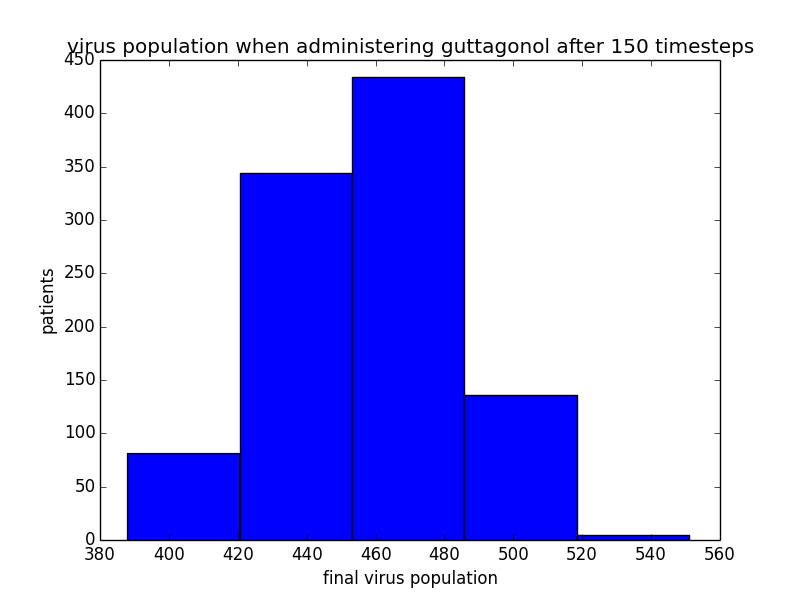 virus population when administering guttagonol after 150 timesteps
450
400
350
300
250
200
150
100
50
0
patients
380 400 420 440 460 480 500 520 540 560
final virus population